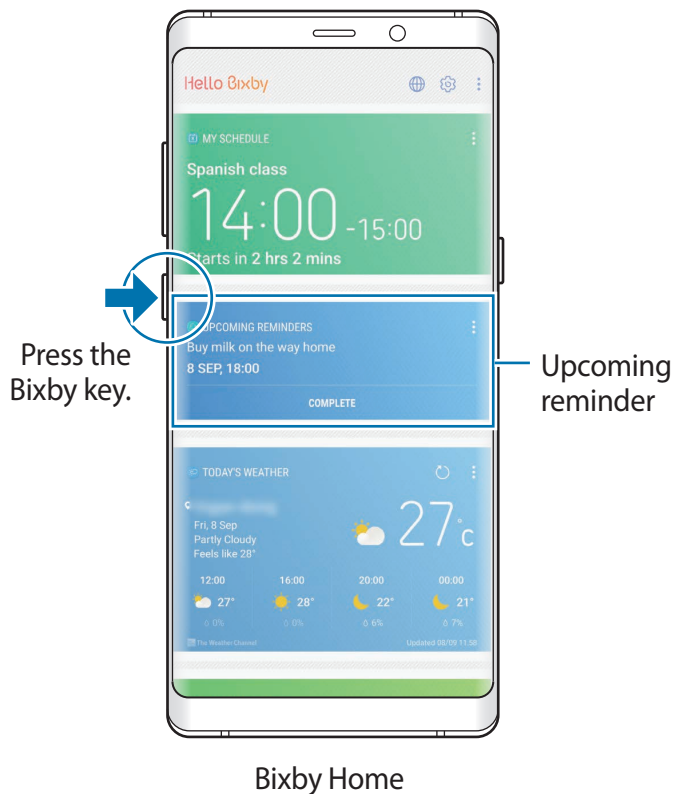 Hello Bixby
MY SCHEDULE
Spanish class
14:00 -15:00
Starts in 2 hrs 2 mins
UPCOMING REMINDERS
Buy milk on the way home
8 SEP, 18:00
COMPLETE
Press the
Bixby key.
Upcoming
reminder
TODAY'S WEATHER
Fri, 8 Sep
Partly Cloudy
Feels like 28°
27°c
12:00 16:00 20:00 00:00
27° 28° 22° 21°
0% 0% 6% 7%
The Weather Channel Updated 08/09 11:58
Bixby Home